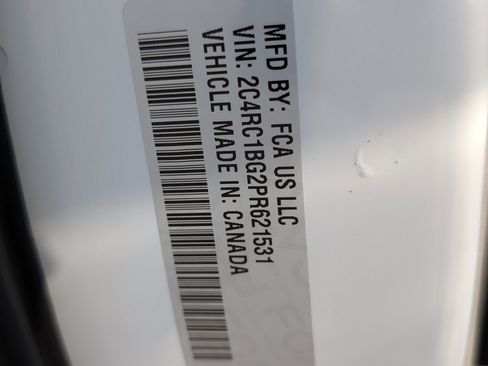 MFD BY: FCA US LLC
VIN: 2C4RC1BG2PR621531
VEHICLE MADE IN: CANADA